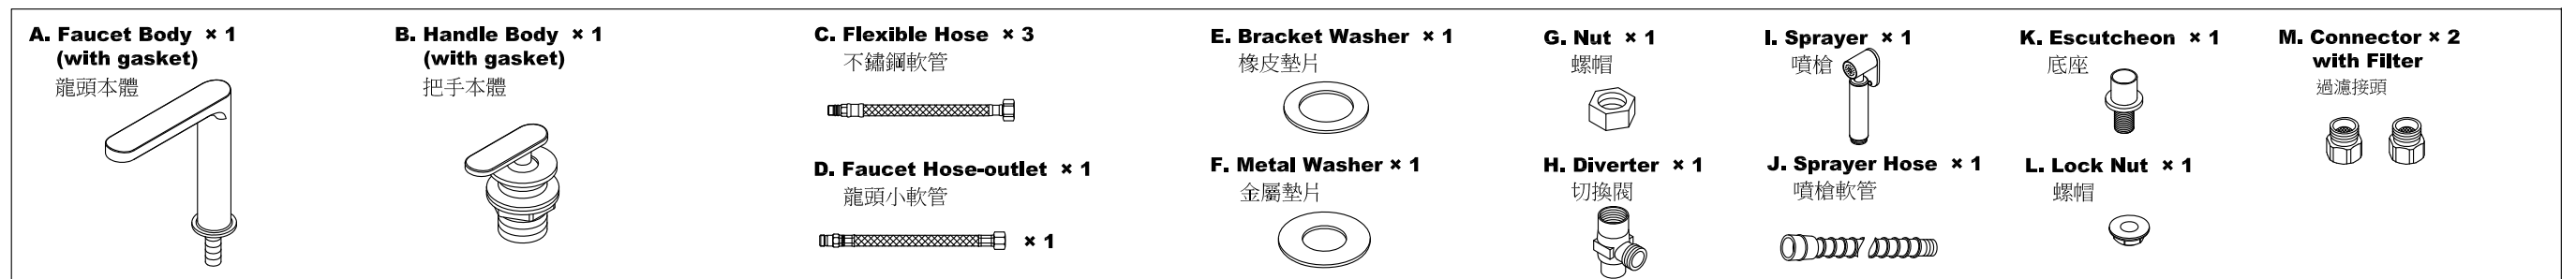 A. Faucet Body × 1
(with gasket)
龍頭本體
B. Handle Body × 1
(with gasket)
把手本體
C. Flexible Hose × 3
不鏽鋼軟管
D. Faucet Hose-outlet × 1
龍頭小軟管
× 1
E. Bracket Washer × 1
橡皮墊片
F. Metal Washer × 1
金屬墊片
G. Nut × 1
螺帽
H. Diverter × 1
切換閥
I. Sprayer × 1
噴槍
J. Sprayer Hose × 1
噴槍軟管
K. Escutcheon × 1
底座
L. Lock Nut × 1
螺帽
M. Connector × 2
with Filter
過濾接頭